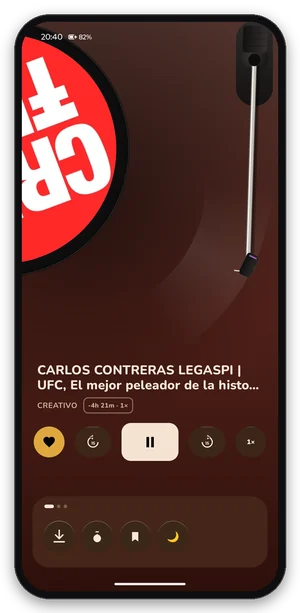 20:40 82%
CARLOS CONTRERAS LEGASPI |
UFC, El mejor peleador de la histo...
CREATIVO -4h 21m · 1×
1×